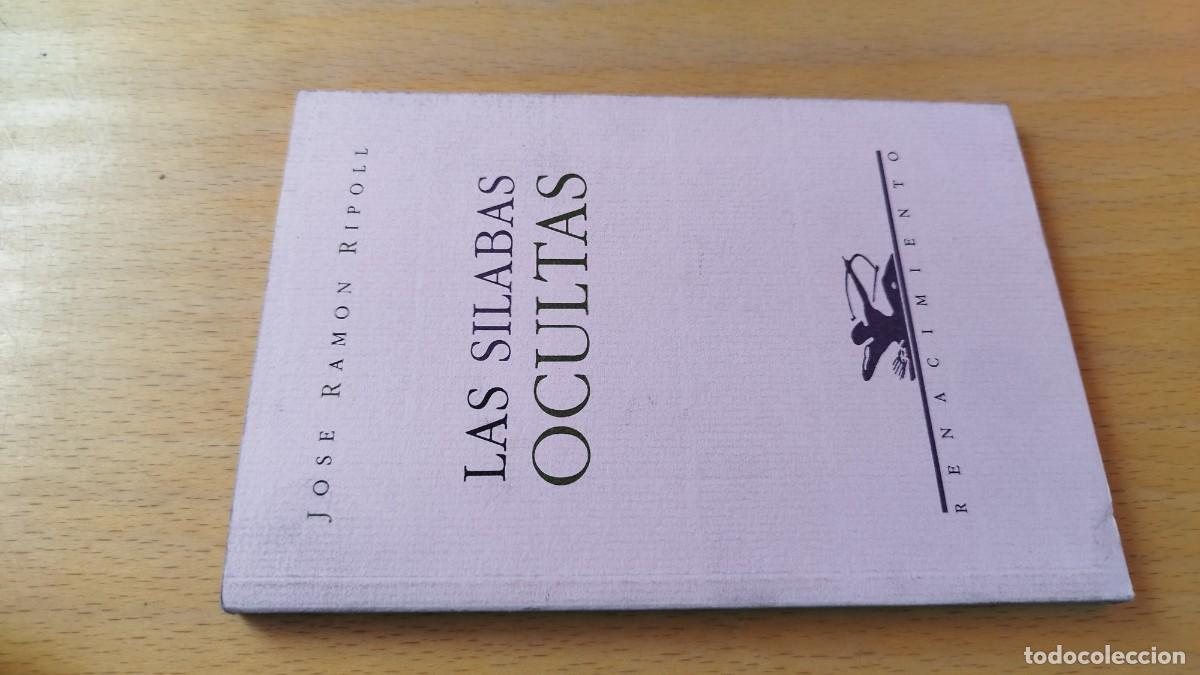 JOSE RAMON RIPOLL
LAS SILABAS
OCULTAS
RENACIMIENTO
todocoleccion